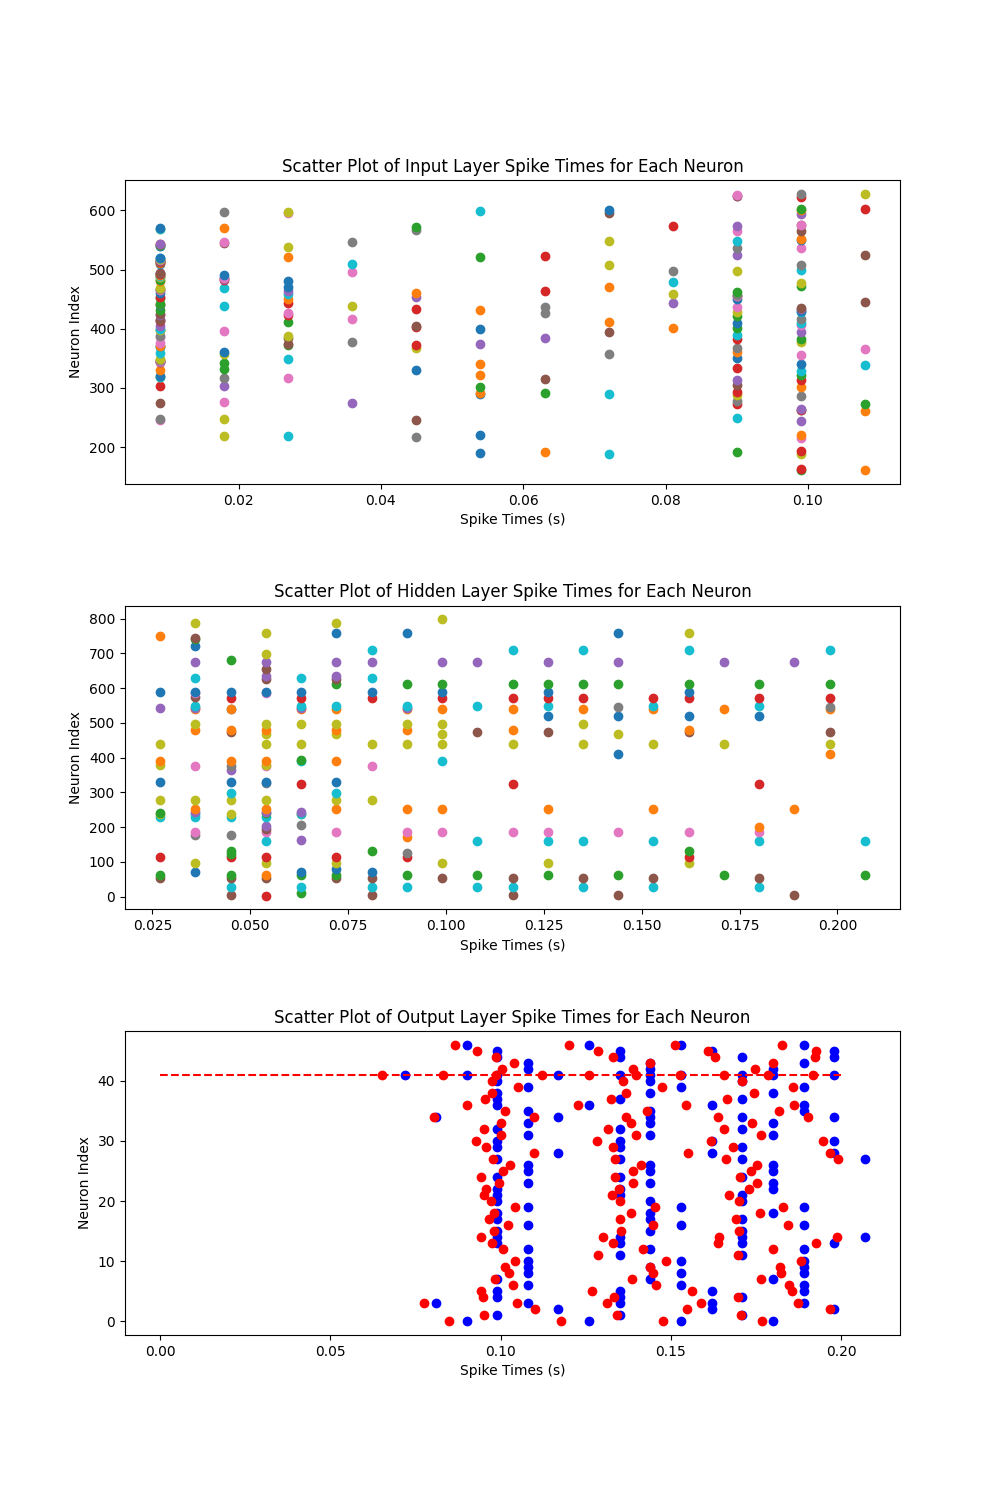 Scatter Plot of Input Layer Spike Times for Each Neuron
600
500
400
300
200
Neuron Index
0.02 0.04 0.06 0.08 0.10
Spike Times (s)
Scatter Plot of Hidden Layer Spike Times for Each Neuron
800
700
600
500
400
300
200
100
0
Neuron Index
0.025 0.050 0.075 0.100 0.125 0.150 0.175 0.200
Spike Times (s)
Scatter Plot of Output Layer Spike Times for Each Neuron
40
30
20
10
0
Neuron Index
0.00 0.05 0.10 0.15 0.20
Spike Times (s)